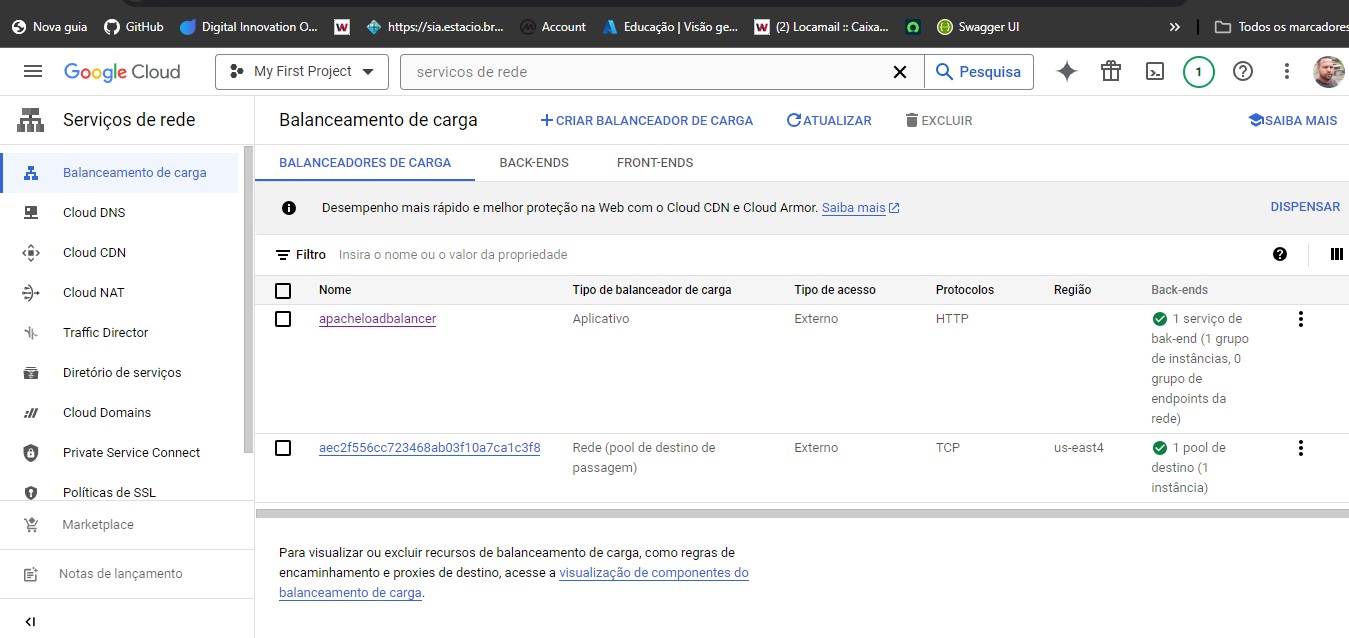 Nova guia GitHub Digital Innovation O... W https://sia.estacio.br... Account Educação | Visão ge... W (2) Locamail :: Caixa... Swagger UI » Todos os marcadores
Google Cloud My First Project servicos de rede Pesquisa 1
Serviços de rede
Balanceamento de carga
Cloud DNS
Cloud CDN
Cloud NAT
Traffic Director
Diretório de serviços
Cloud Domains
Private Service Connect
Políticas de SSL
Marketplace
Notas de lançamento
Balanceamento de carga CRIAR BALANCEADOR DE CARGA ATUALIZAR EXCLUIR SAIBA MAIS
BALANCEADORES DE CARGA BACK-ENDS FRONT-ENDS
Desempenho mais rápido e melhor proteção na Web com o Cloud CDN e Cloud Armor. Saiba mais DISPENSAR
Filtro Insira o nome ou o valor da propriedade
Nome Tipo de balanceador de carga Tipo de acesso Protocolos Região Back-ends
apacheloadbalancer Aplicativo Externo HTTP 1 serviço de
bak-end (1 grupo
de instâncias, 0
grupo de
endpoints da
rede)
aec2f556cc723468ab03f10a7ca1c3f8 Rede (pool de destino de Externo TCP us-east4 1 pool de
passagem) destino (1
instância)
Para visualizar ou excluir recursos de balanceamento de carga, como regras de
encaminhamento e proxies de destino, acesse a visualização de componentes do
balanceamento de carga.